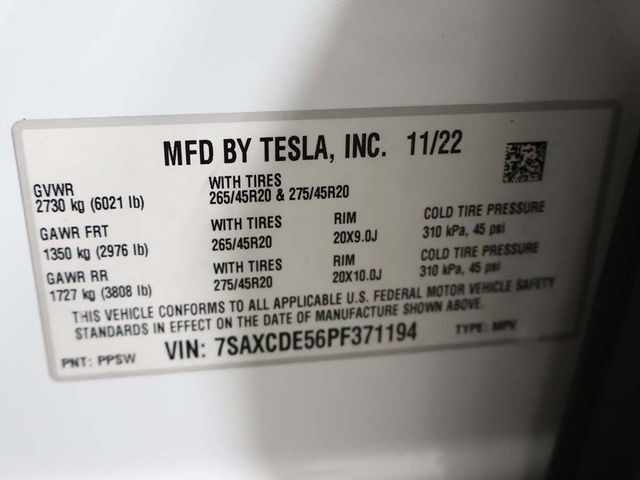 MFD BY TESLA, INC. 11/22
GVWR
2730 kg (6021 lb)
WITH TIRES
265/45R20 & 275/45R20
GAWR FRT
1350 kg (2976 lb)
WITH TIRES
265/45R20
RIM
20X9.0J
COLD TIRE PRESSURE
310 kPa, 45 psi
GAWR RR
1727 kg (3808 lb)
WITH TIRES
275/45R20
RIM
20X10.0J
COLD TIRE PRESSURE
310 kPa, 45 psi
THIS VEHICLE CONFORMS TO ALL APPLICABLE U.S. FEDERAL MOTOR VEHICLE SAFETY
STANDARDS IN EFFECT ON THE DATE OF MANUFACTURE SHOWN ABOVE.
PNT: PPSW VIN: 7SAXCDE56PF371194 TYPE: MPV